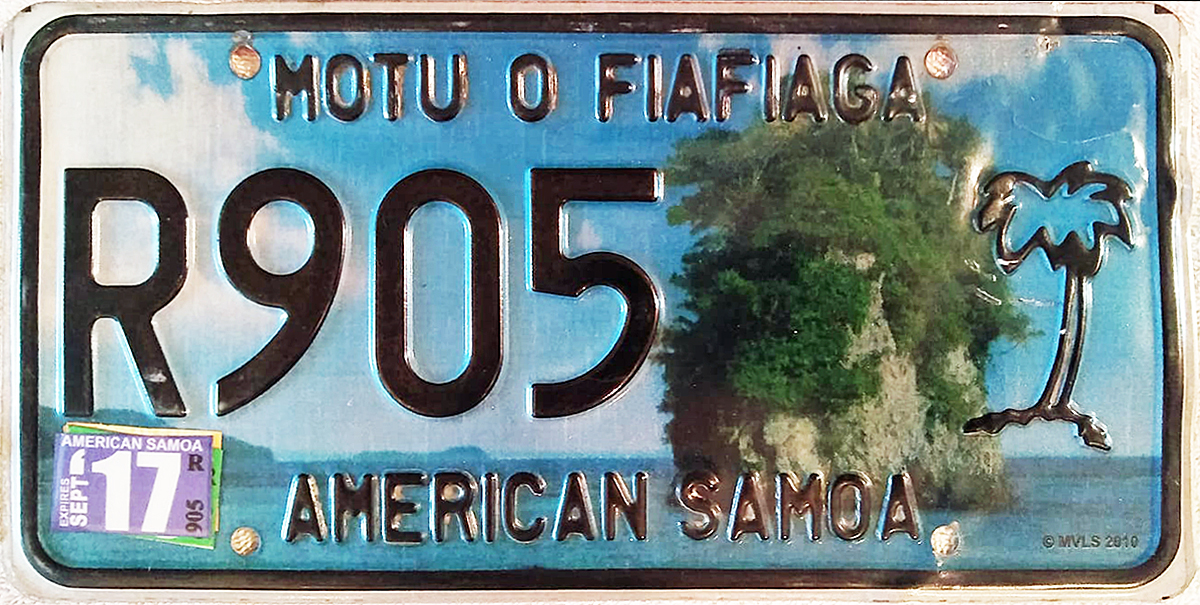 MOTU O FIAFIAGA
R905
AMERICAN SAMOA
EXPIRES
SEPT
17
R
905
AMERICAN SAMOA
© MVLS 2010